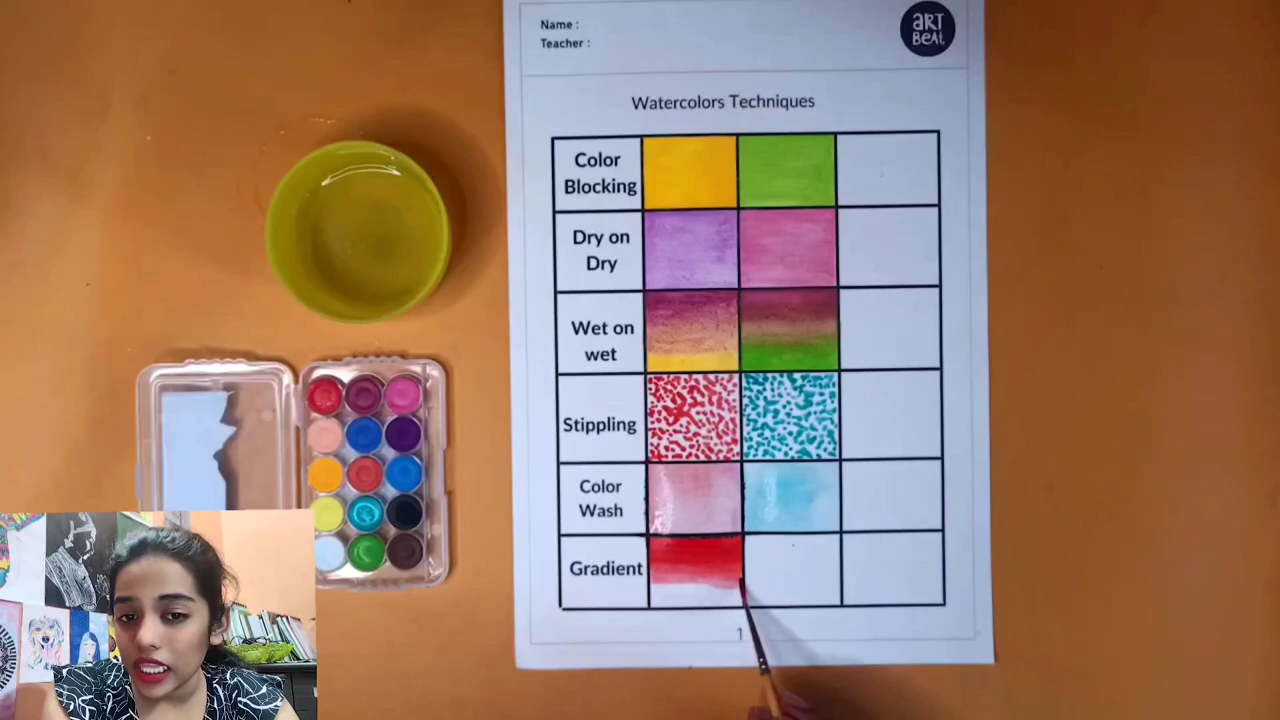 Name :
Teacher :
ART
BEAt
Watercolors Techniques
Color
Blocking
Dry on
Dry
Wet on
wet
Stippling
Color
Wash
Gradient
1